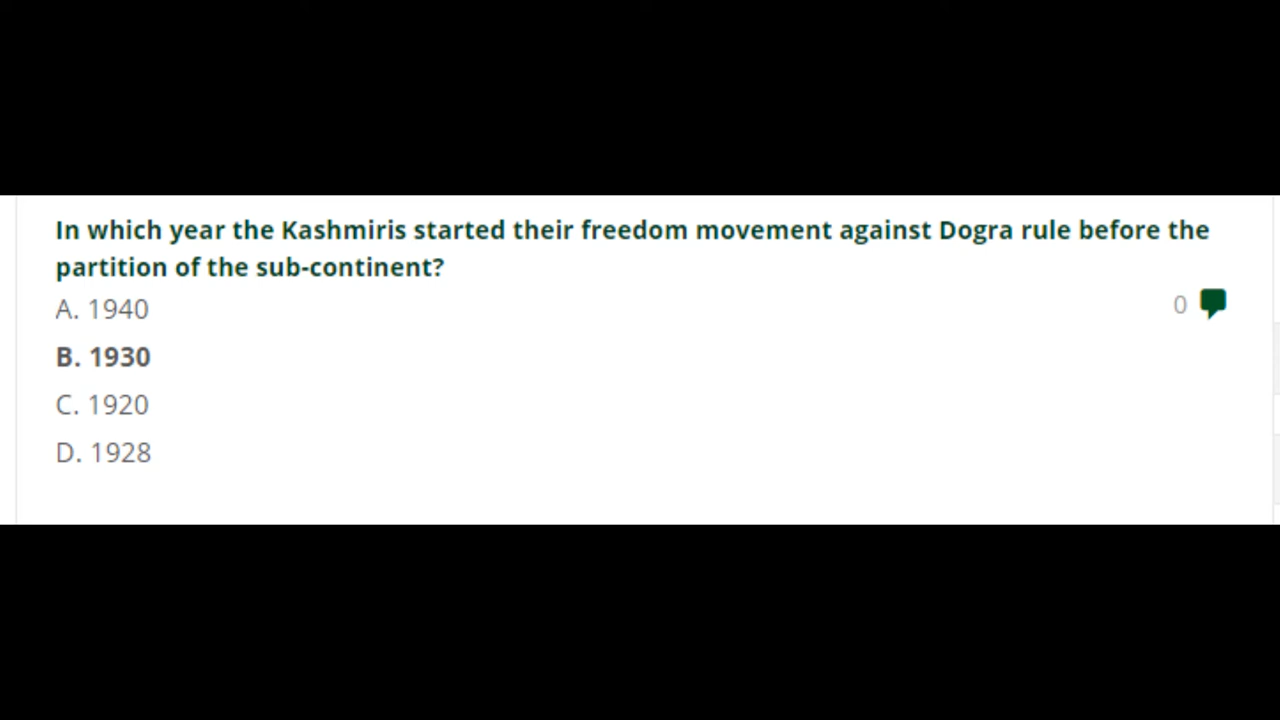 In which year the Kashmiris started their freedom movement against Dogra rule before the
partition of the sub-continent?
A. 1940
0
B. 1930
C. 1920
D. 1928